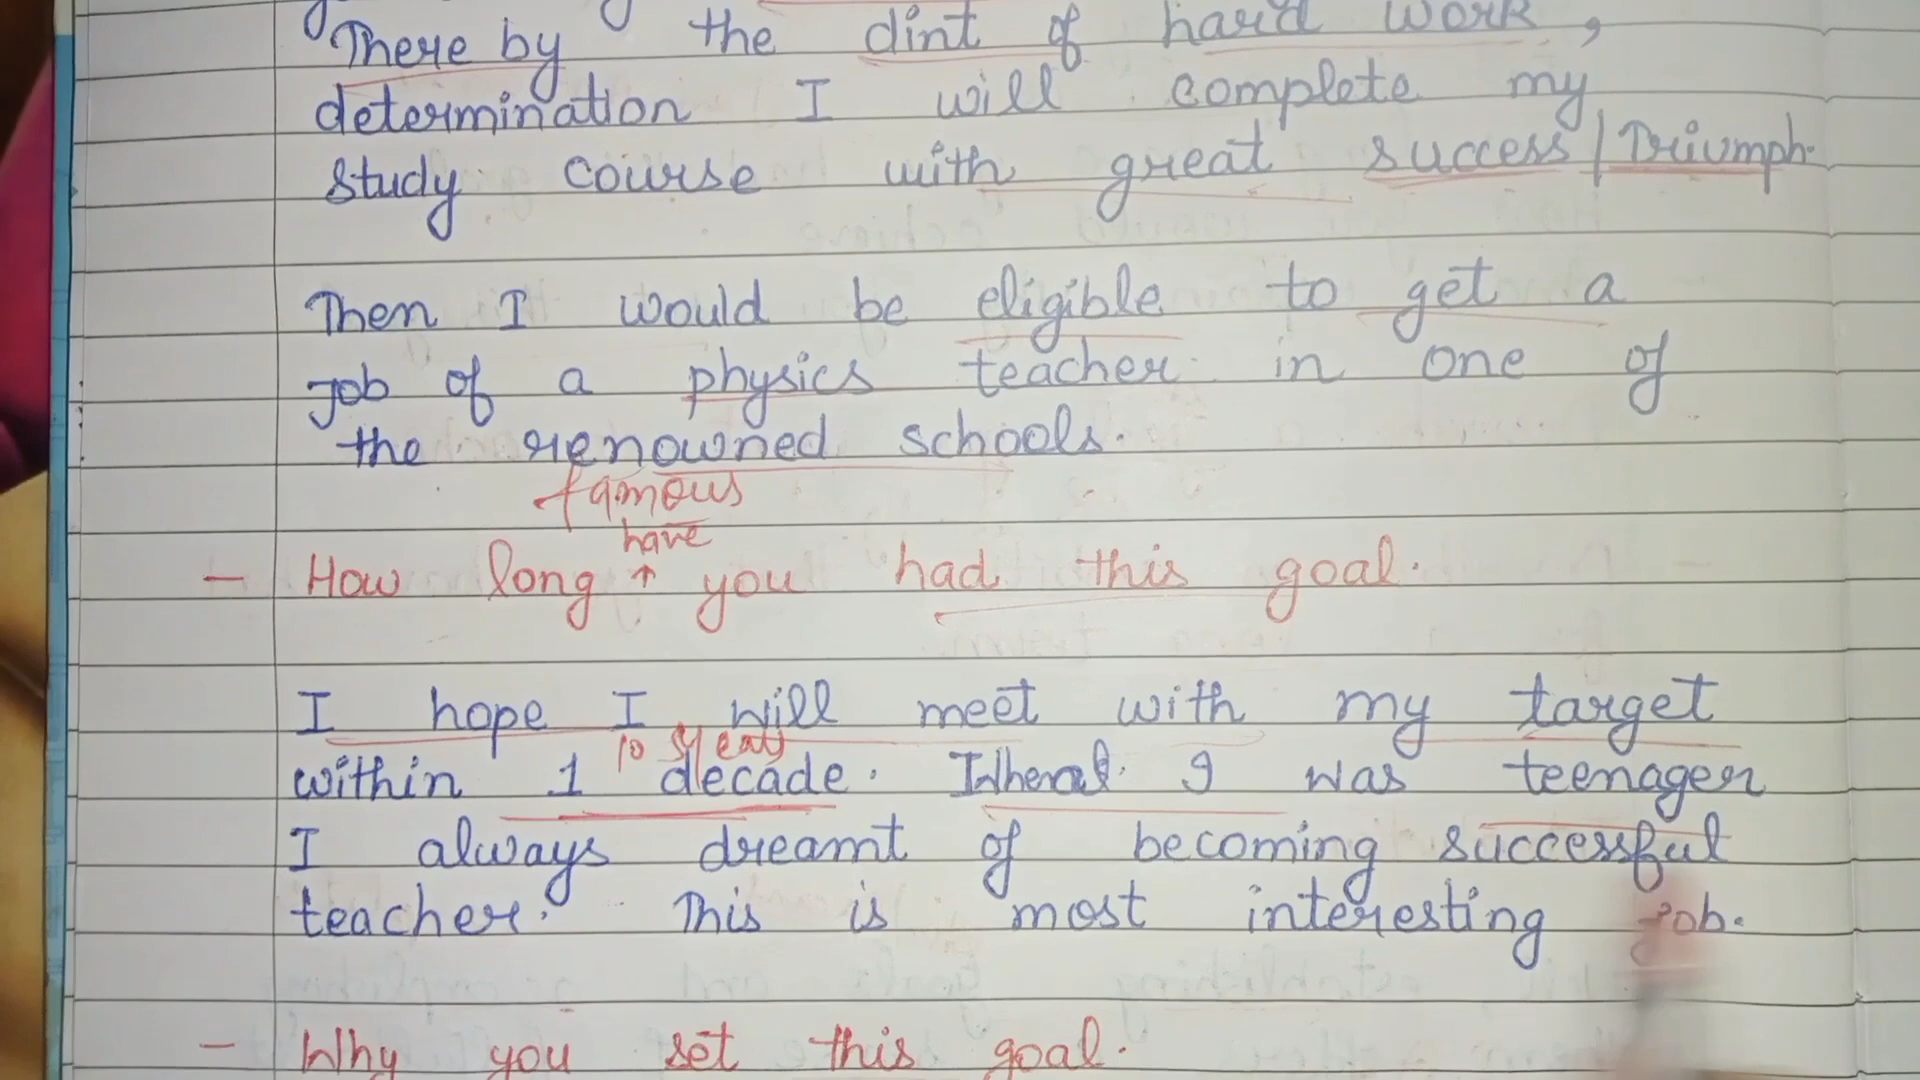 There by the dint of hard work,
determination I will complete my
study course with great success/Triumph.
Then I would be eligible to get a
job of a physics teacher in one of
the renowned schools.
famous
have
- How long ↑ you had this goal.
I hope I will meet with my target
10 years
within 1 decade. I was teenager
I always dreamt of becoming successful
teacher. This is most interesting job.
- Why you set this goal.